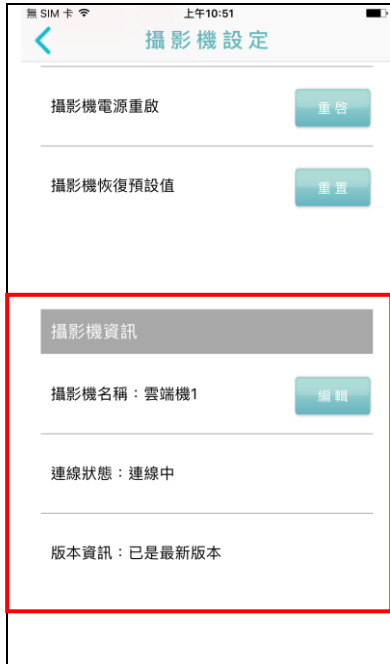 無 SIM 卡 上午10:51
攝影機設定
攝影機電源重啟 重啓
攝影機恢復預設值 重置
攝影機資訊
攝影機名稱：雲端機1 編輯
連線狀態：連線中
版本資訊：已是最新版本